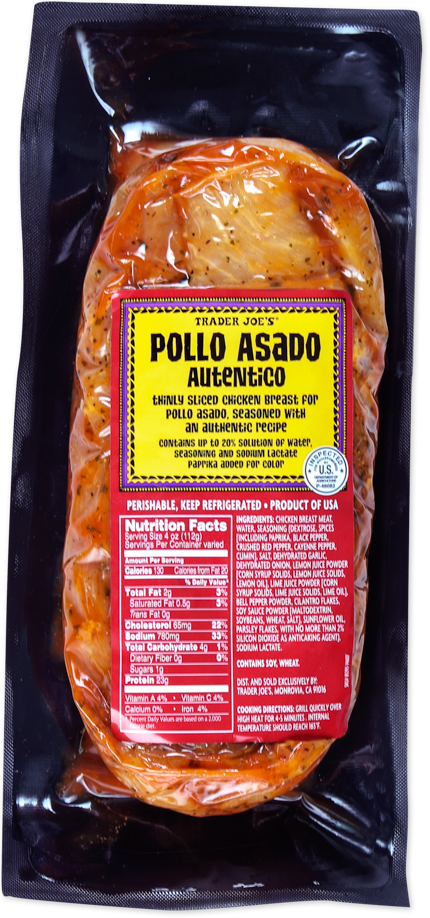 TRADER JOE'S®
POLLO ASADO
AUTENTICO
THINLY SLICED CHICKEN BREAST FOR
POLLO ASADO, SEASONED WITH
AN AUTHENTIC RECIPE
CONTAINS UP TO 20% SOLUTION OF WATER,
SEASONING AND SODIUM LACTATE
PAPRIKA ADDED FOR COLOR
INSPECTED
U.S.
DEPARTMENT OF
AGRICULTURE
PERISHABLE, KEEP REFRIGERATED • PRODUCT OF USA
Nutrition Facts
Serving Size 4 oz (112g)
Servings Per Container varied
Amount Per Serving
Calories 130 Calories from Fat 20
% Daily Value*
Total Fat 2g 3%
Saturated Fat 0.5g 3%
Trans Fat 0g
Cholesterol 65mg 22%
Sodium 780mg 33%
Total Carbohydrate 4g 1%
Dietary Fiber 0g 0%
Sugars 1g
Protein 23g
Vitamin A 4% • Vitamin C 4%
Calcium 0% • Iron 4%
* Percent Daily Values are based on a 2,000
diet.
INGREDIENTS: CHICKEN BREAST MEAT,
WATER, SEASONING (DEXTROSE, SPICES
(INCLUDING PAPRIKA, BLACK PEPPER,
CRUSHED RED PEPPER, CAYENNE PEPPER,
CUMIN), SALT, DEHYDRATED GARLIC,
DEHYDRATED ONION, LEMON JUICE POWDER
(CORN SYRUP SOLIDS, LEMON JUICE SOLIDS,
LEMON OIL), LIME JUICE POWDER (CORN
SYRUP SOLIDS, LIME JUICE SOLIDS, LIME OIL),
BELL PEPPER POWDER, CILANTRO FLAKES,
SOY SAUCE POWDER (MALTODEXTRIN,
SOYBEANS, WHEAT, SALT), SUNFLOWER OIL,
PARSLEY FLAKES, WITH NO MORE THAN 2%
SILICON DIOXIDE AS ANTICAKING AGENT),
SODIUM LACTATE.
CONTAINS SOY, WHEAT.
DIST. AND SOLD EXCLUSIVELY BY:
TRADER JOE'S, MONROVIA, CA 91016
COOKING DIRECTIONS: GRILL QUICKLY OVER
HIGH HEAT FOR 4-5 MINUTES. INTERNAL
TEMPERATURE SHOULD REACH 165°F.